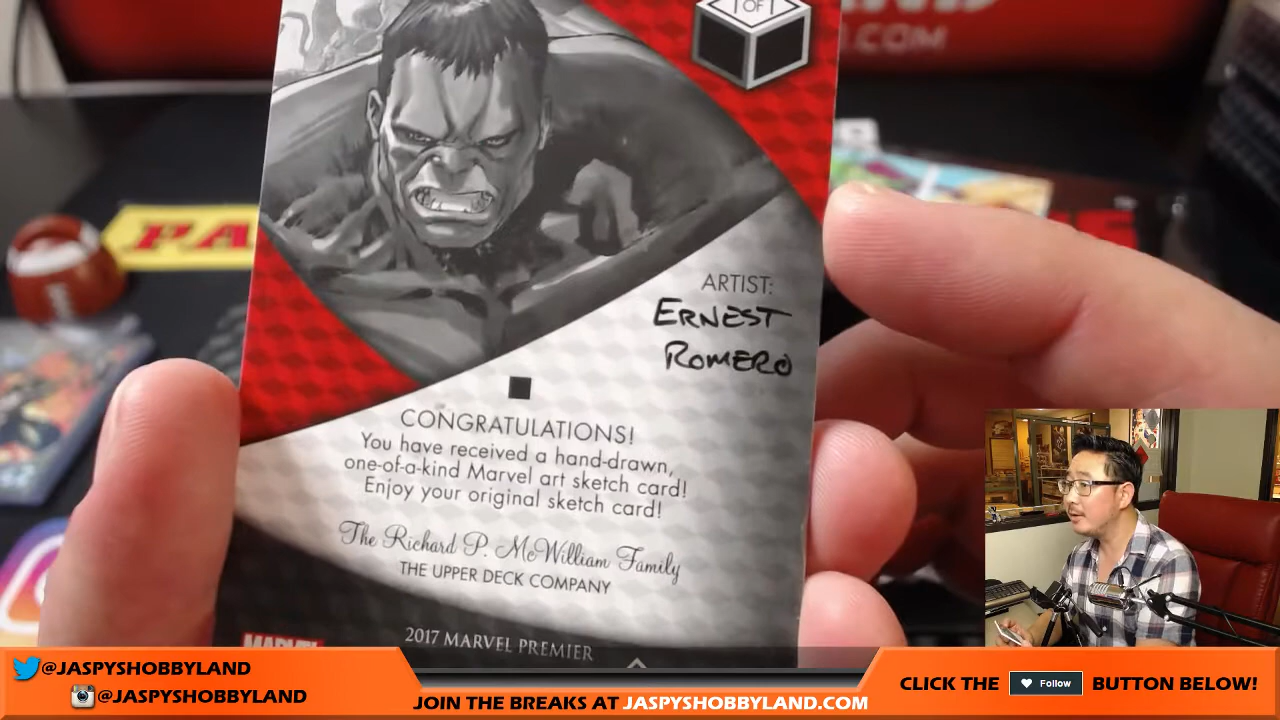 1 OF 1
.COM
PA
ARTIST:
ERNEST
ROMERO
CONGRATULATIONS!
You have received a hand-drawn,
one-of-a-kind Marvel art sketch card!
Enjoy your original sketch card!
The Richard P. McWilliam Family
THE UPPER DECK COMPANY
MARVEL
2017 MARVEL PREMIER
@JASPYSHOBBYLAND
@JASPYSHOBBYLAND
JOIN THE BREAKS AT JASPYSHOBBYLAND.COM
CLICK THE Follow BUTTON BELOW!